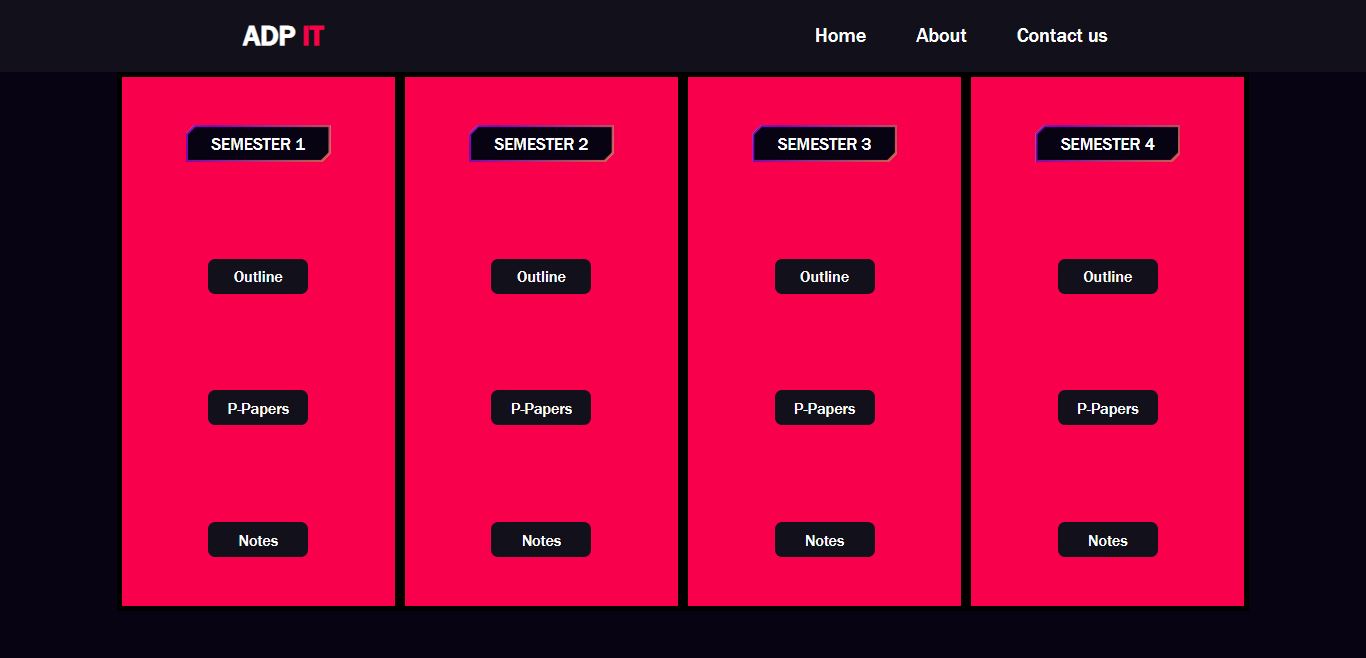 ADP IT
Home About Contact us
SEMESTER 1
Outline
P-Papers
Notes
SEMESTER 2
Outline
P-Papers
Notes
SEMESTER 3
Outline
P-Papers
Notes
SEMESTER 4
Outline
P-Papers
Notes